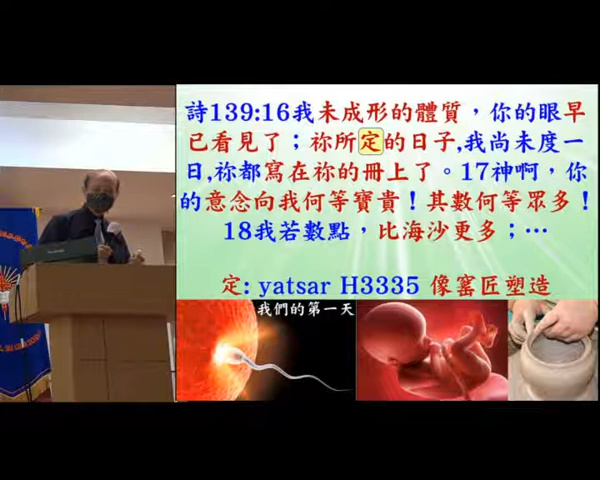 詩139:16我未成形的體質，你的眼早
已看見了；祢所定的日子,我尚未度一
日,祢都寫在祢的冊上了。17神啊，你
的意念向我何等寶貴！其數何等眾多！
18我若數點，比海沙更多；⋯
定: yatsar H3335 像窰匠塑造
我們的第一天